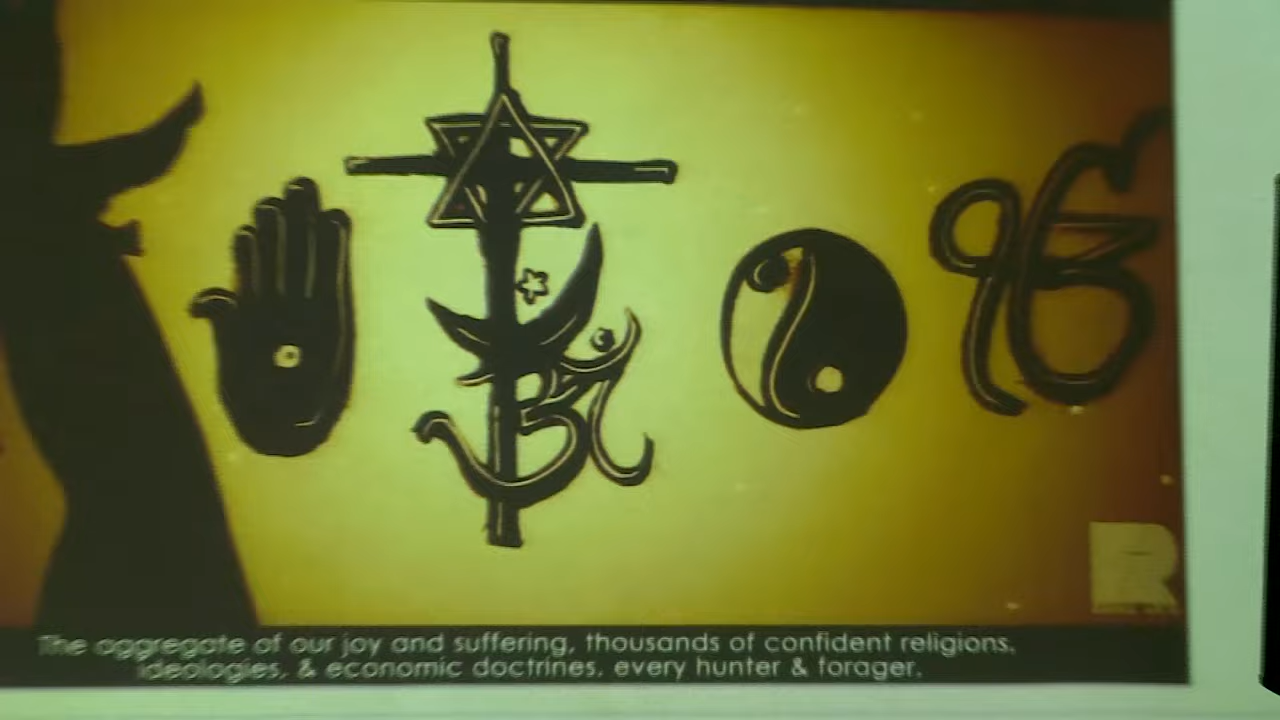 The aggregate of our joy and suffering, thousands of confident religions,
ideologies, & economic doctrines, every hunter & forager,